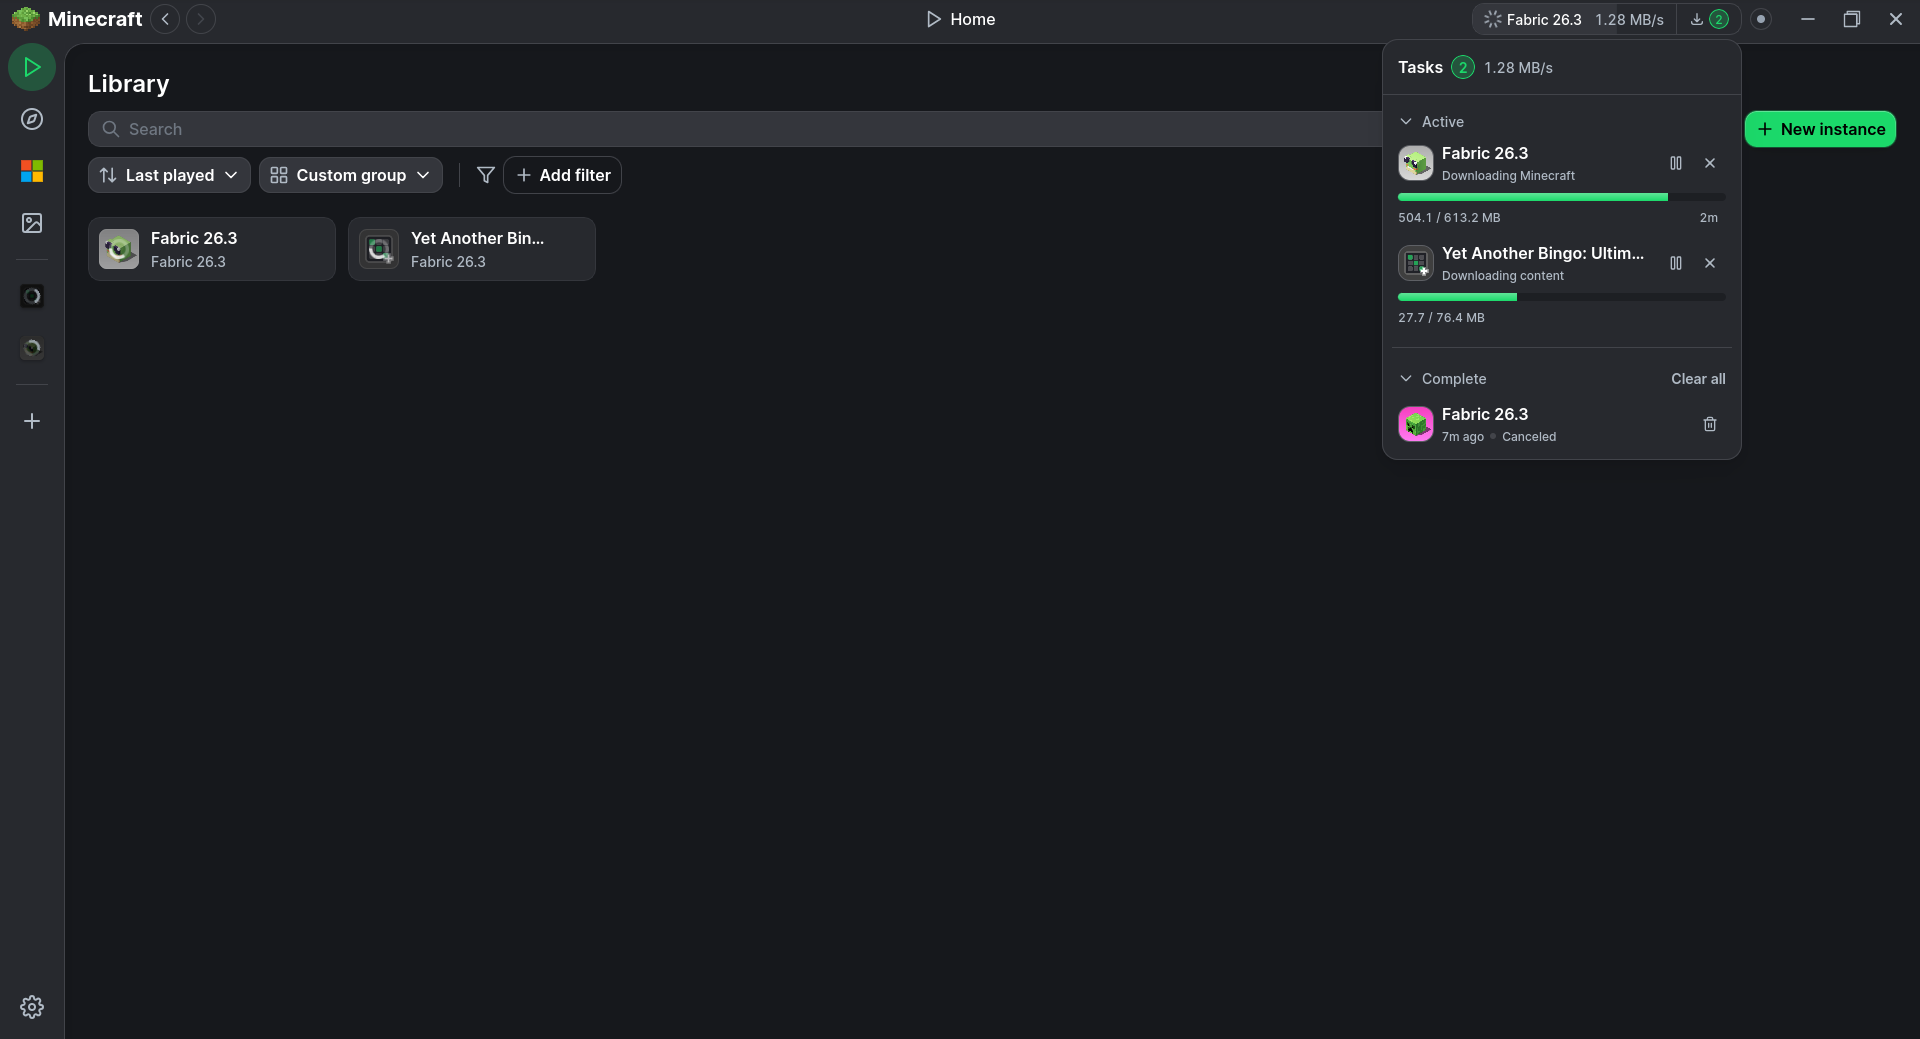 Minecraft
Home
Fabric 26.3 1.28 MB/s 2
Library
Search
New instance
Last played
Custom group
Add filter
Fabric 26.3
Fabric 26.3
Yet Another Bin...
Fabric 26.3
Tasks 2 1.28 MB/s
Active
Fabric 26.3
Downloading Minecraft
504.1 / 613.2 MB 2m
Yet Another Bingo: Ultim...
Downloading content
27.7 / 76.4 MB
Complete Clear all
Fabric 26.3
7m ago • Canceled